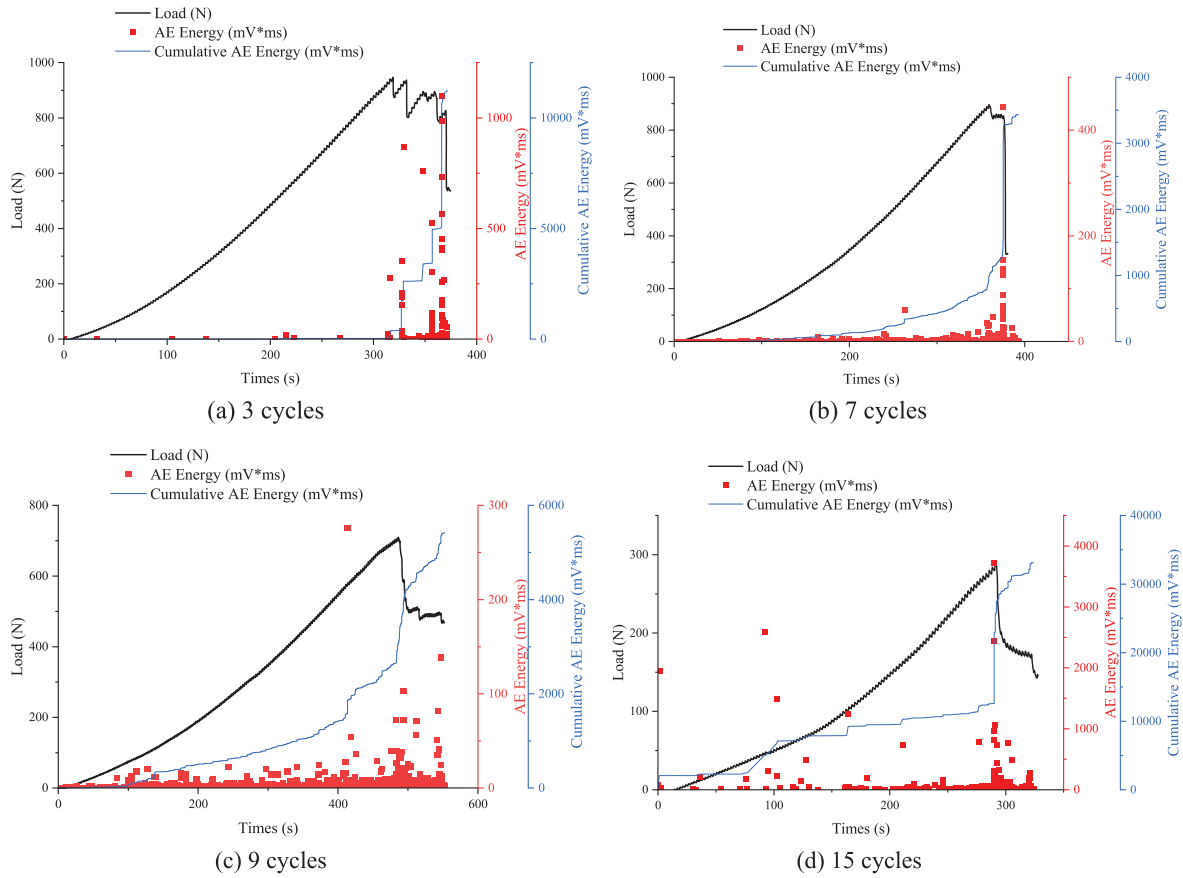 Load (N)
AE Energy (mV*ms)
Cumulative AE Energy (mV*ms)
1000
800
600
400
200
0
Load (N)
0
100
200
300
400
Times (s)
1000
500
0
AE Energy (mV*ms)
10000
5000
0
Cumulative AE Energy (mV*ms)
(a) 3 cycles
Load (N)
AE Energy (mV*ms)
Cumulative AE Energy (mV*ms)
1000
800
600
400
200
0
Load (N)
0
200
400
Times (s)
400
200
0
AE Energy (mV*ms)
4000
3000
2000
1000
0
Cumulative AE Energy (mV*ms)
(b) 7 cycles
Load (N)
AE Energy (mV*ms)
Cumulative AE Energy (mV*ms)
800
600
400
200
0
Load (N)
0
200
400
600
Times (s)
300
200
100
0
AE Energy (mV*ms)
6000
4000
2000
0
Cumulative AE Energy (mV*ms)
(c) 9 cycles
Load (N)
AE Energy (mV*ms)
Cumulative AE Energy (mV*ms)
300
200
100
0
Load (N)
0
100
200
300
Times (s)
4000
3000
2000
1000
0
AE Energy (mV*ms)
40000
30000
20000
10000
0
Cumulative AE Energy (mV*ms)
(d) 15 cycles